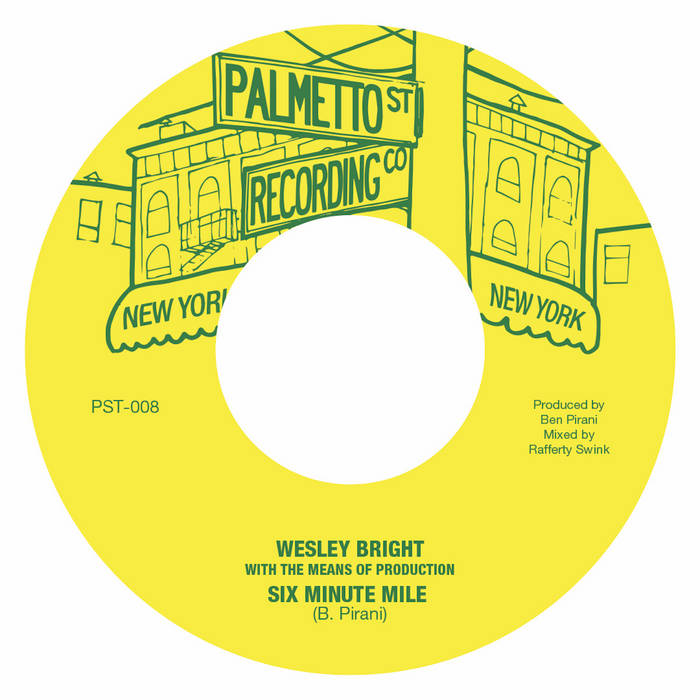 PALMETTO ST
RECORDING CO
NEW YORK
NEW YORK
PST-008
Produced by
Ben Pirani
Mixed by
Rafferty Swink
WESLEY BRIGHT
WITH THE MEANS OF PRODUCTION
SIX MINUTE MILE
(B. Pirani)